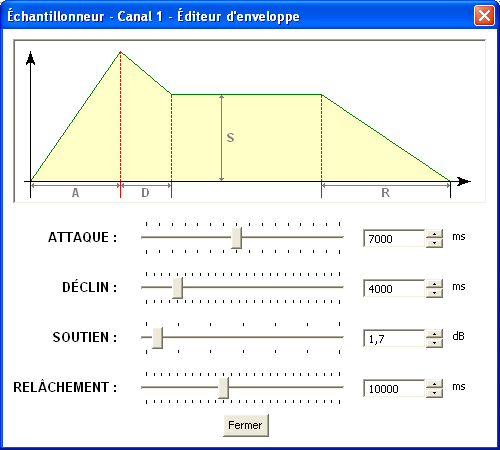 Échantillonneur - Canal 1 - Éditeur d'enveloppe
S
A D R
ATTAQUE : 7000 ms
DÉCLIN : 4000 ms
SOUTIEN : 1,7 dB
RELÂCHEMENT : 10000 ms
Fermer